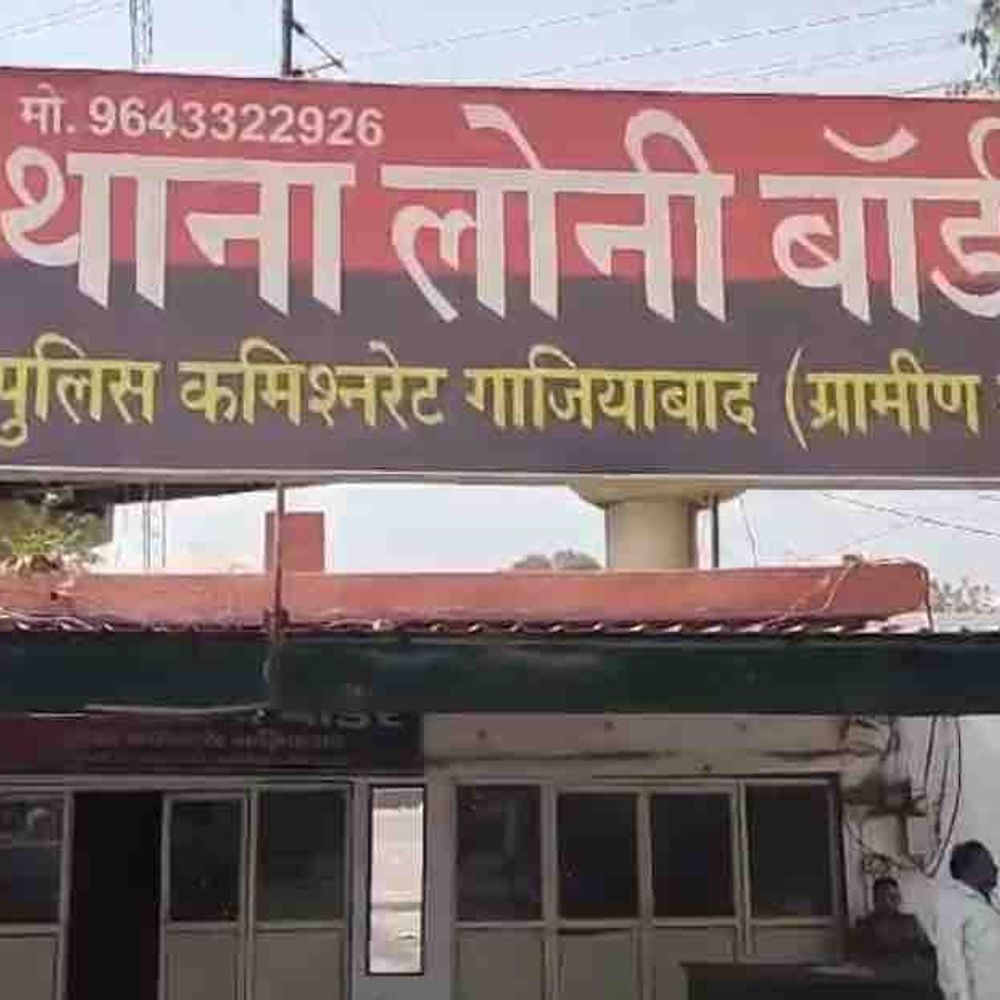 मो. 9643322926
थाना लोनी बॉर्ड
पुलिस कमिश्नरेट गाजियाबाद (ग्रामीण